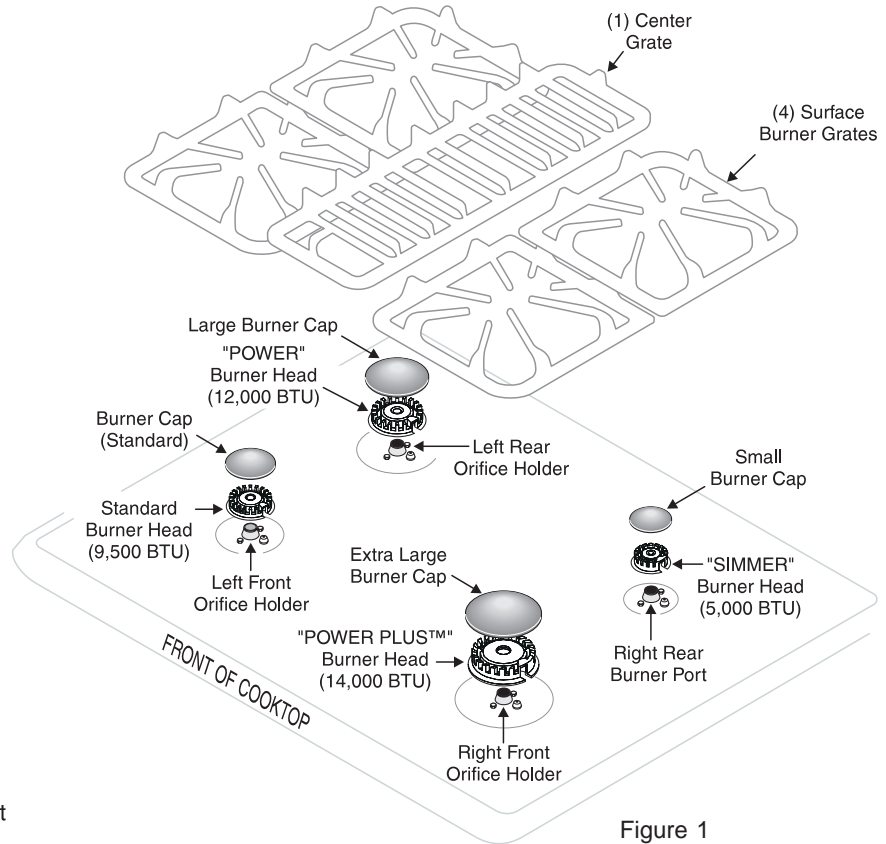 (1) Center
Grate
(4) Surface
Burner Grates
Large Burner Cap
"POWER"
Burner Head
(12,000 BTU)
Burner Cap
(Standard)
Left Rear
Orifice Holder
Small
Burner Cap
Standard
Burner Head
(9,500 BTU)
Left Front
Orifice Holder
Extra Large
Burner Cap
"SIMMER"
Burner Head
(5,000 BTU)
"POWER PLUS™"
Burner Head
(14,000 BTU)
Right Rear
Burner Port
FRONT OF COOKTOP
Right Front
Orifice Holder
t
Figure 1